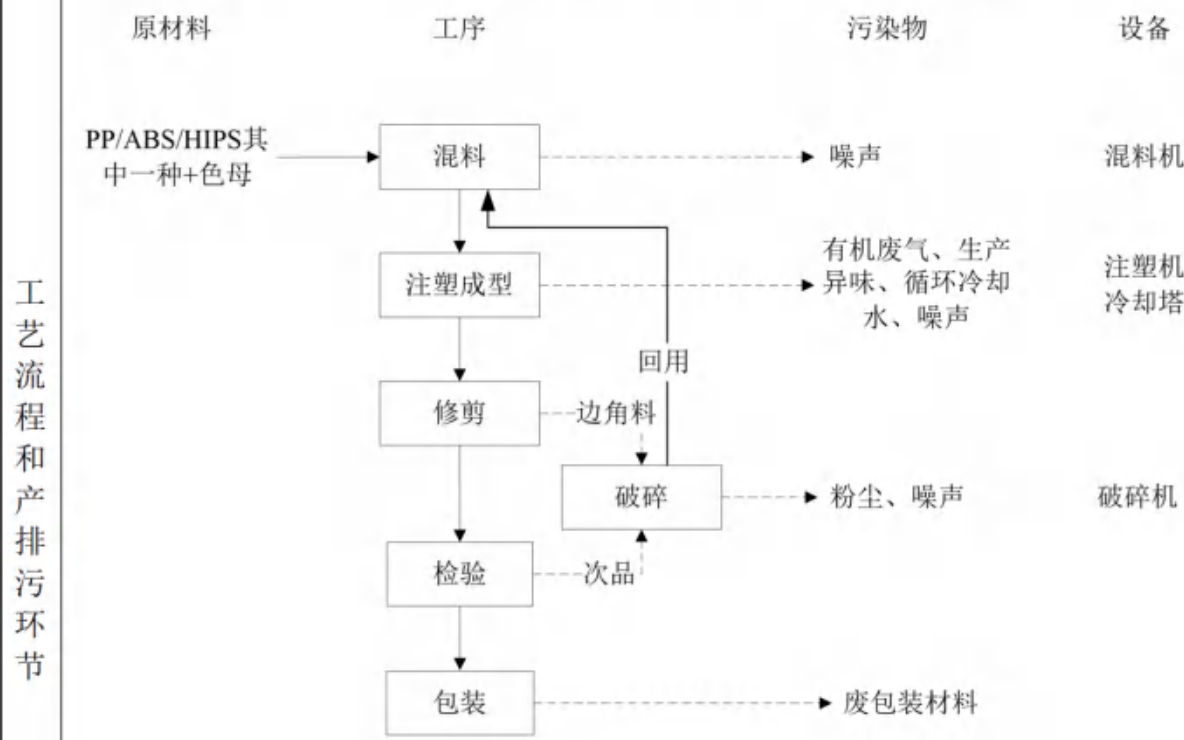 原材料 工序 污染物 设备
PP/ABS/HIPS其
中一种+色母
混料
噪声
混料机
注塑成型
有机废气、生产
异味、循环冷却
水、噪声
注塑机
冷却塔
回用
修剪
边角料
破碎
粉尘、噪声
破碎机
检验
次品
包装
废包装材料
工
艺
流
程
和
产
排
污
环
节